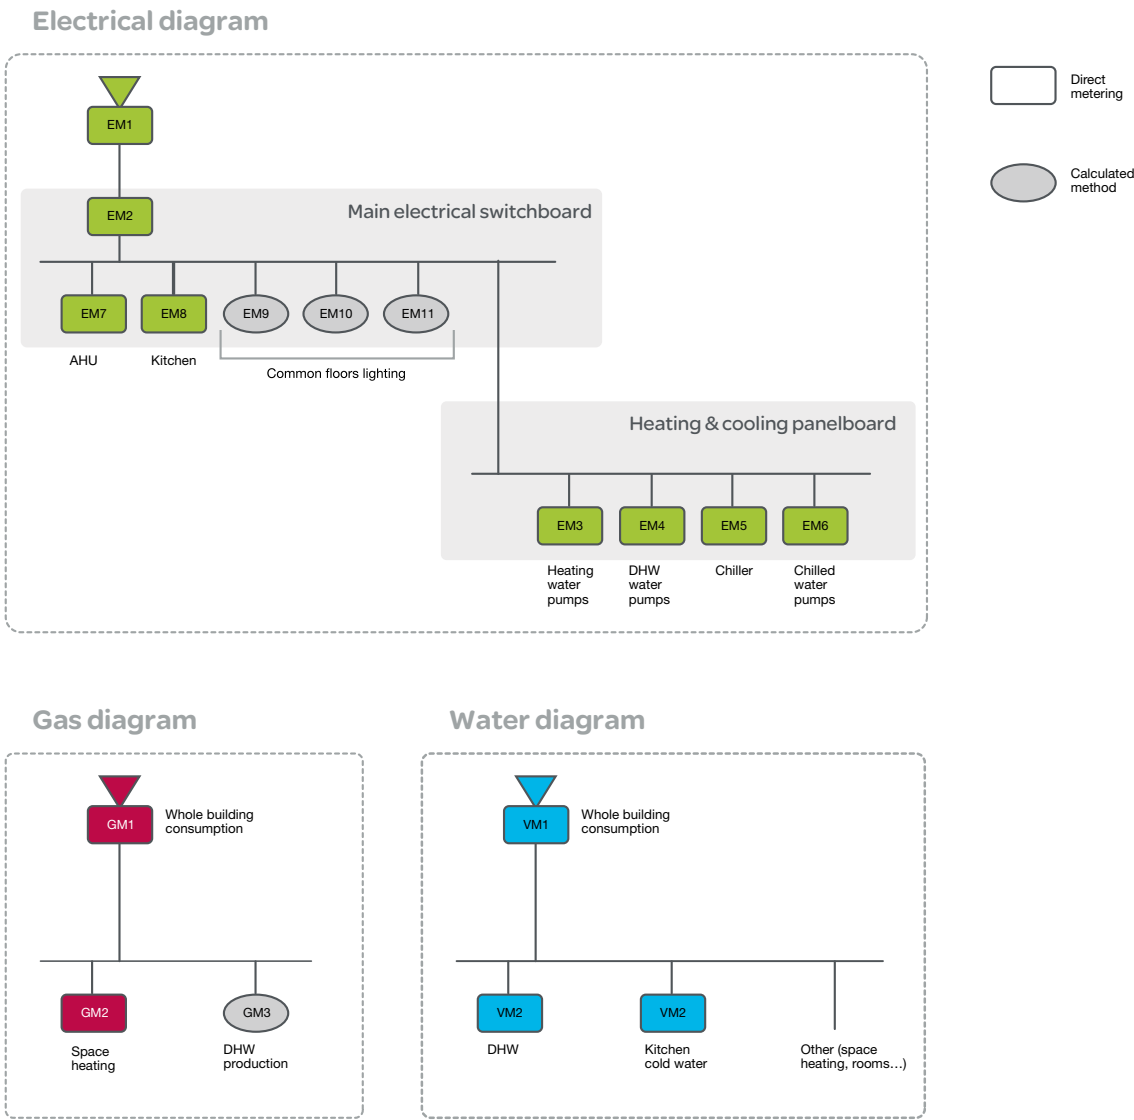 Electrical diagram
Direct
metering
Calculated
method
EM1
EM2
Main electrical switchboard
EM7
EM8
EM9
EM10
EM11
AHU
Kitchen
Common floors lighting
Heating & cooling panelboard
EM3
EM4
EM5
EM6
Heating
water
pumps
DHW
water
pumps
Chiller
Chilled
water
pumps
Gas diagram
GM1
Whole building
consumption
GM2
GM3
Space
heating
DHW
production
Water diagram
VM1
Whole building
consumption
VM2
VM2
DHW
Kitchen
cold water
Other (space
heating, rooms...)